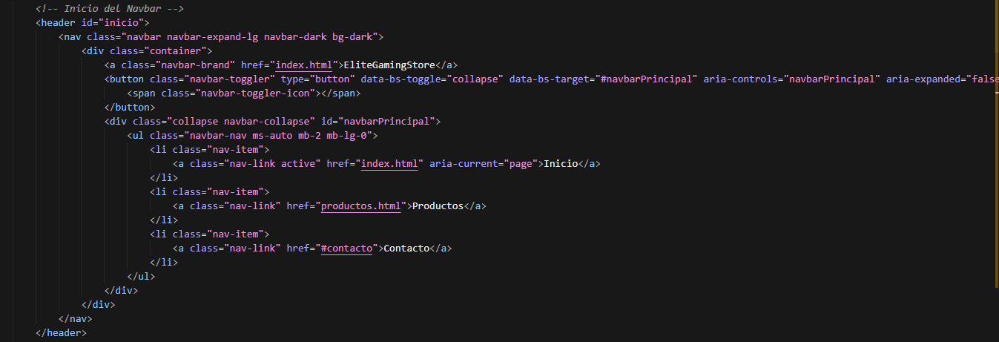 <!-- Inicio del Navbar -->
<header id="inicio">
<nav class="navbar navbar-expand-lg navbar-dark bg-dark">
<div class="container">
<a class="navbar-brand" href="index.html">EliteGamingStore</a>
<button class="navbar-toggler" type="button" data-bs-toggle="collapse" data-bs-target="#navbarPrincipal" aria-controls="navbarPrincipal" aria-expanded="false
<span class="navbar-toggler-icon"></span>
</button>
<div class="collapse navbar-collapse" id="navbarPrincipal">
<ul class="navbar-nav ms-auto mb-2 mb-lg-0">
<li class="nav-item">
<a class="nav-link active" href="index.html" aria-current="page">Inicio</a>
</li>
<li class="nav-item">
<a class="nav-link" href="productos.html">Productos</a>
</li>
<li class="nav-item">
<a class="nav-link" href="#contacto">Contacto</a>
</li>
</ul>
</div>
</div>
</nav>
</header>